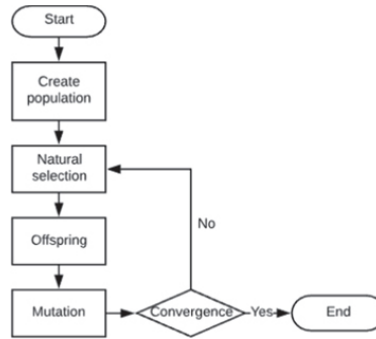 Start
Create
population
Natural
selection
Offspring
No
Mutation
Convergence
Yes
End